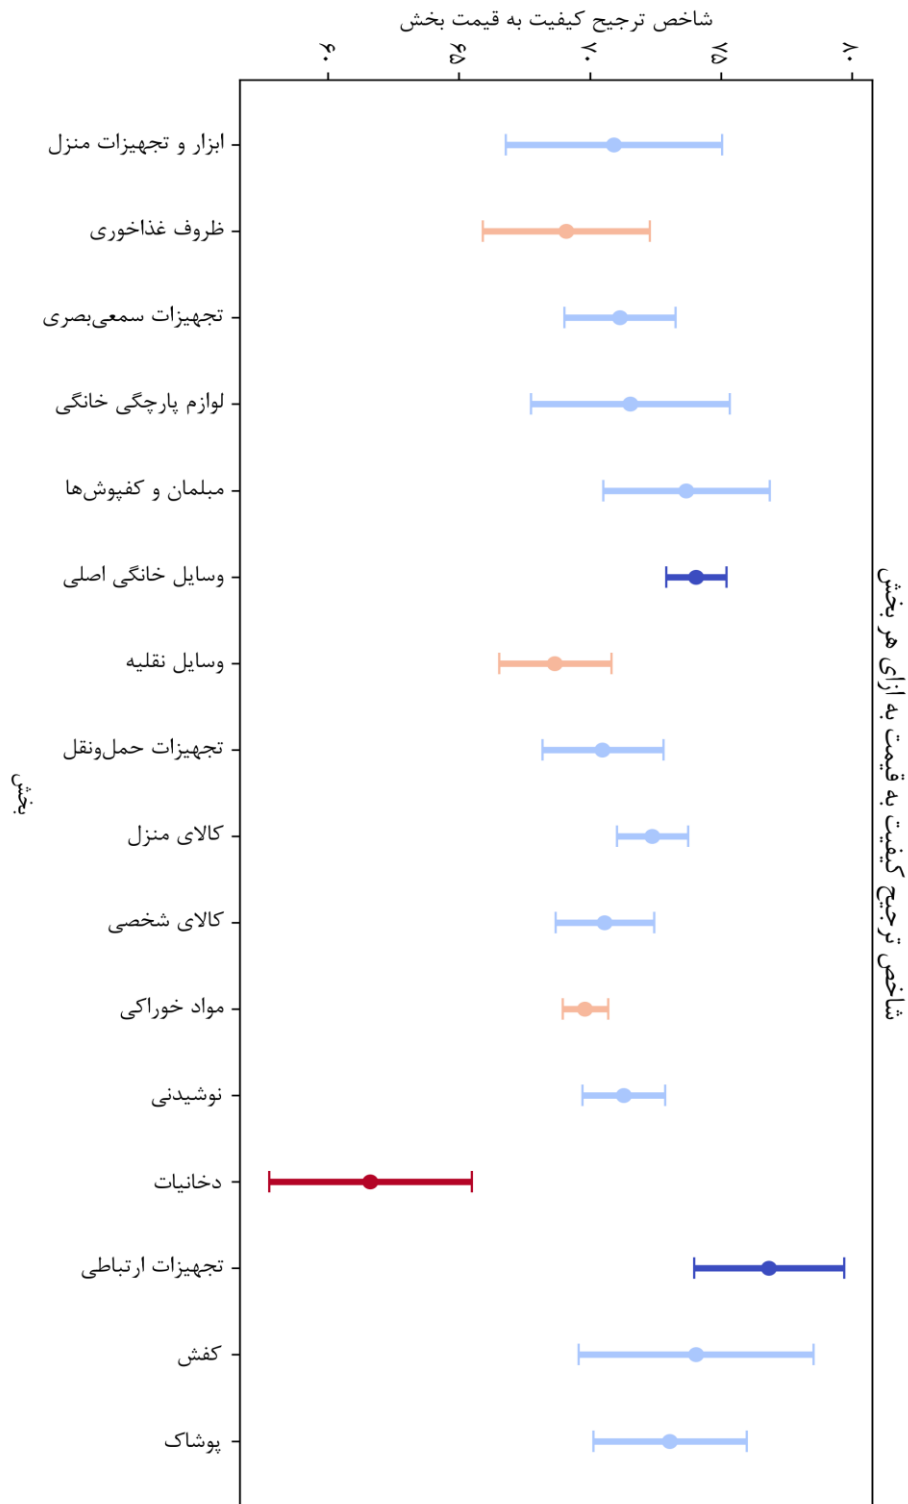 شاخص ترجیح کیفیت به قیمت بخش
۶۰
۶۵
۷۰
۷۵
۸۰
ابزار و تجهیزات منزل
ظروف غذاخوری
تجهیزات سمعی‌بصری
لوازم پارچگی خانگی
مبلمان و کفپوش‌ها
وسایل خانگی اصلی
وسایل نقلیه
تجهیزات حمل‌ونقل
کالای منزل
کالای شخصی
مواد خوراکی
نوشیدنی
دخانیات
تجهیزات ارتباطی
کفش
پوشاک
بخش
شاخص ترجیح کیفیت به قیمت به ازای هر بخش